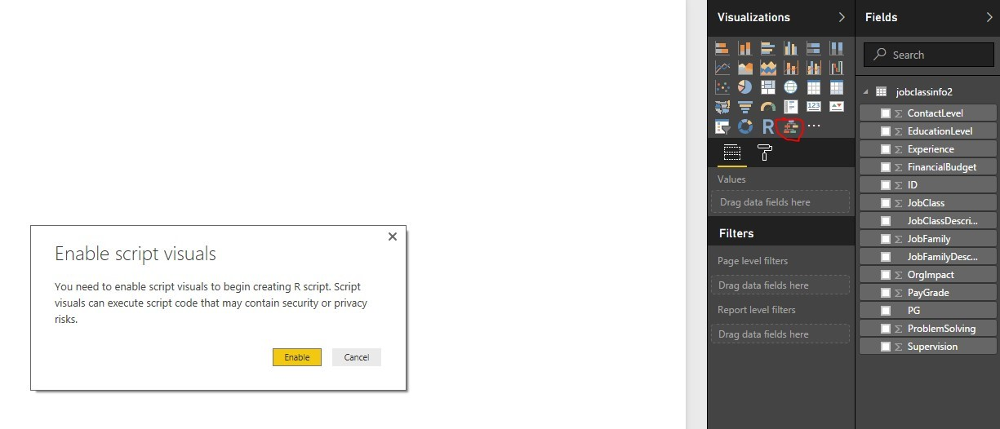 Visualizations
Fields
Search
123
R
jobclassinfo2
ContactLevel
EducationLevel
Experience
FinancialBudget
ID
JobClass
JobClassDescri...
JobFamily
JobFamilyDesc...
OrgImpact
PayGrade
PG
ProblemSolving
Supervision
Values
Drag data fields here
Filters
Page level filters
Drag data fields here
Report level filters
Drag data fields here
Enable script visuals
You need to enable script visuals to begin creating R script. Script
visuals can execute script code that may contain security or privacy
risks.
Enable
Cancel